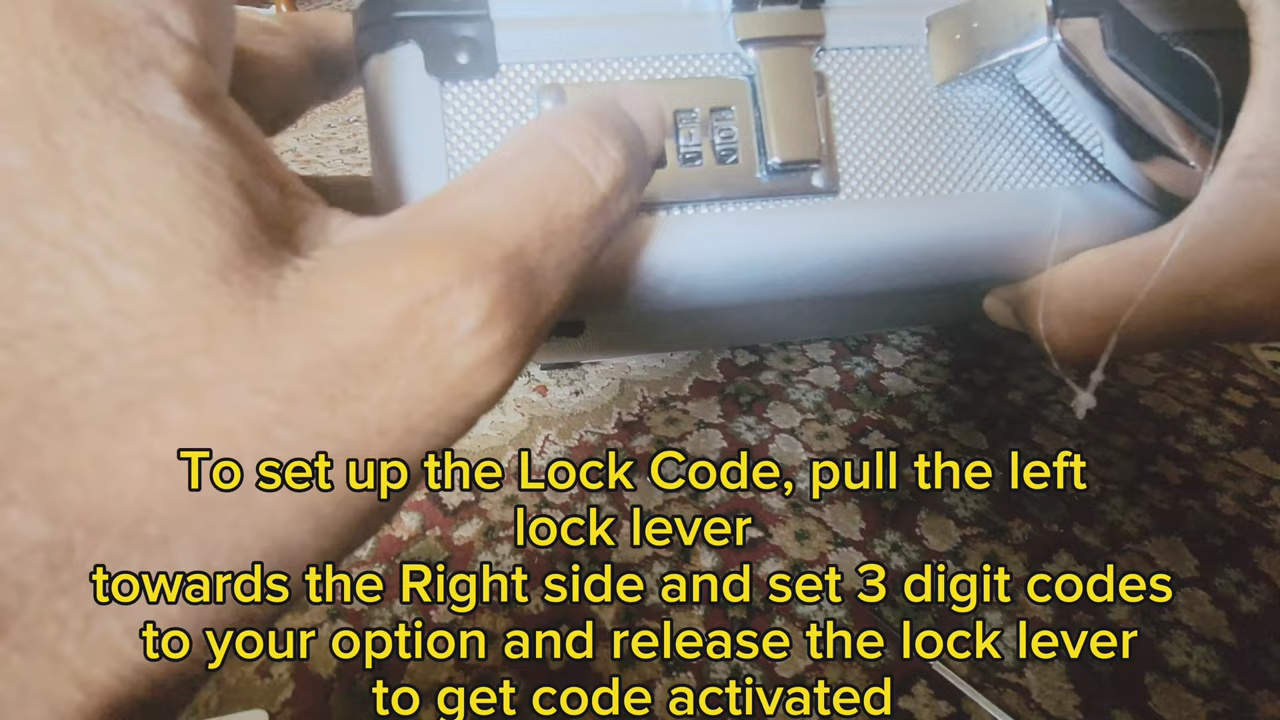 To set up the Lock Code, pull the left
lock lever
towards the Right side and set 3 digit codes
to your option and release the lock lever
to get code activated